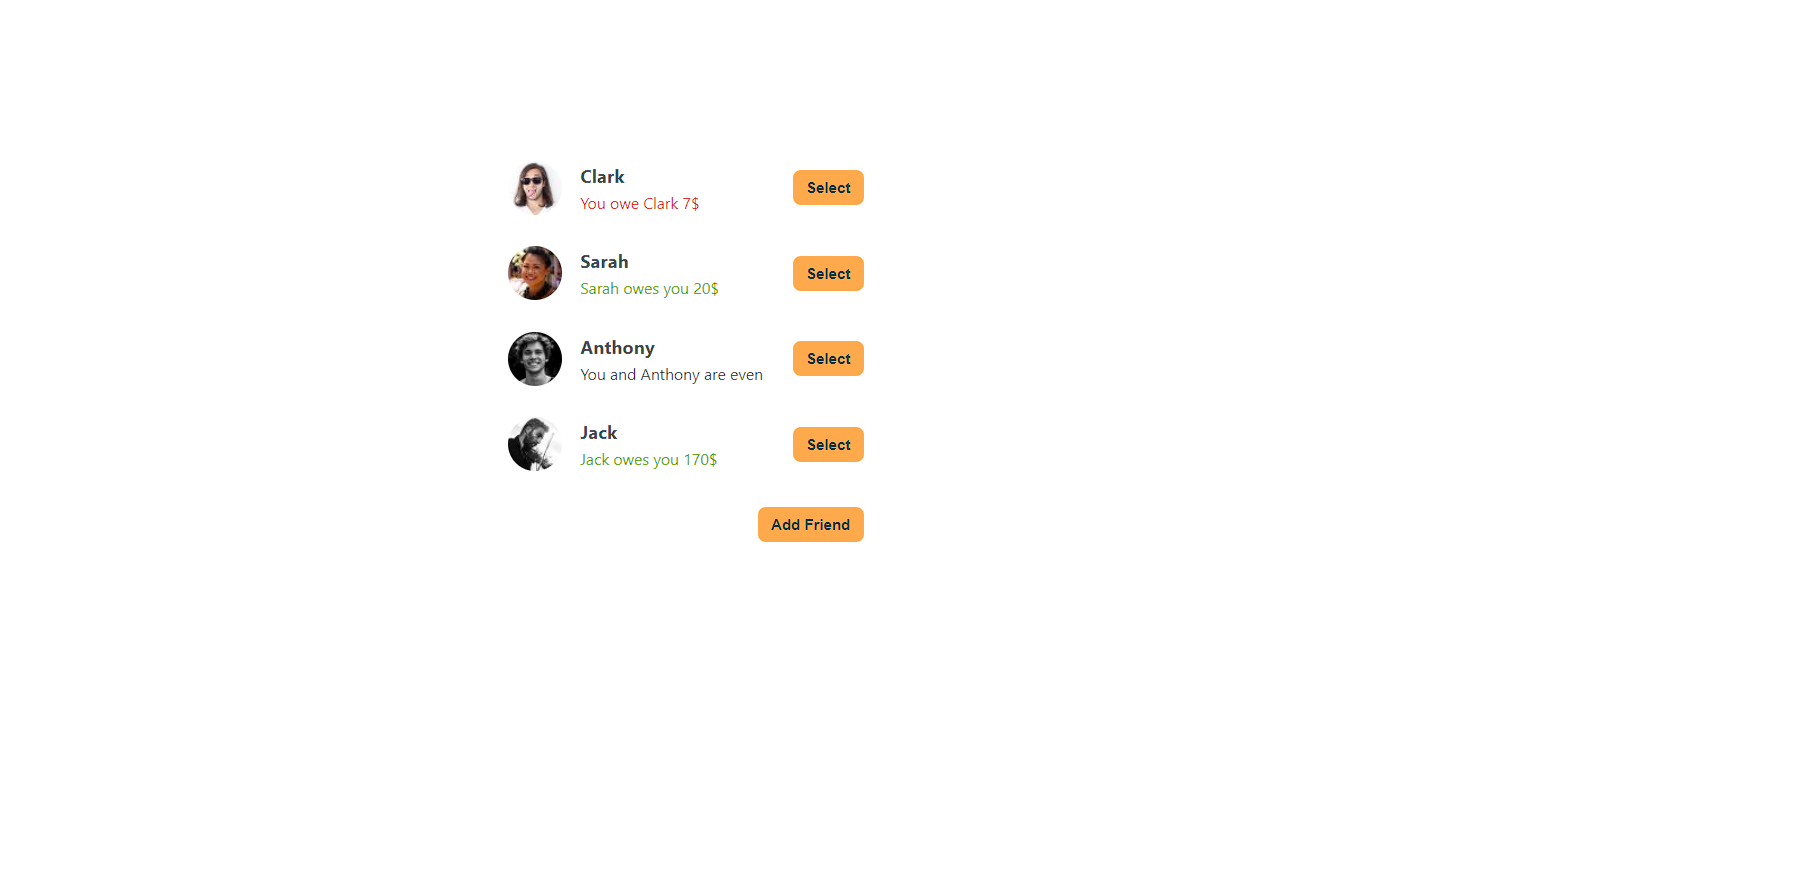 Clark
You owe Clark 7$
Select
Sarah
Sarah owes you 20$
Select
Anthony
You and Anthony are even
Select
Jack
Jack owes you 170$
Select
Add Friend